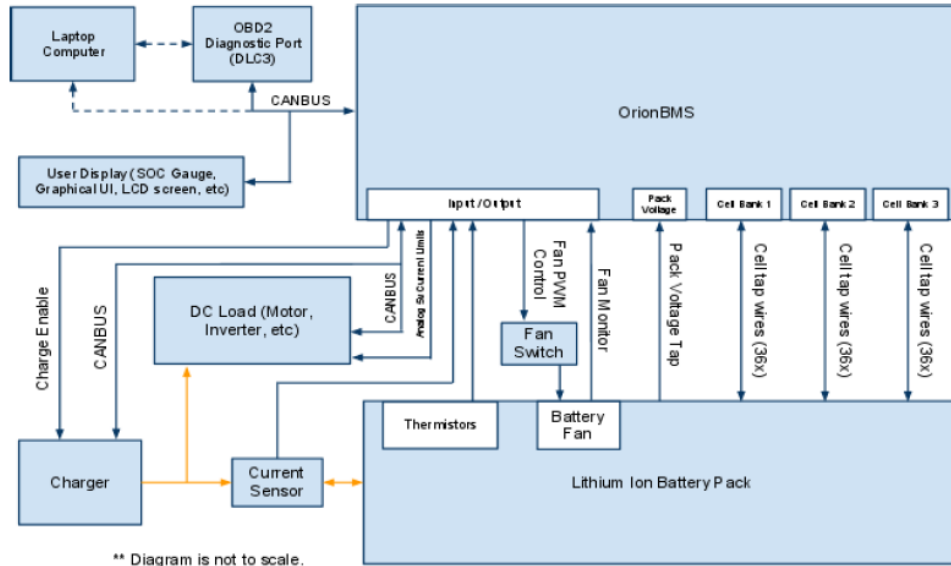 Laptop
Computer
OBD2
Diagnostic Port
(DLC3)
CANBUS
OrionBMS
User Display (SOC Gauge,
Graphical UI, LCD screen, etc)
Input/Output
Pack
Voltage
Cell Bank 1
Cell Bank 2
Cell Bank 3
Charge Enable
CANBUS
DC Load (Motor,
Inverter, etc)
CANBUS
Analog 5v Current Limits
Fan PWM
Control
Fan Monitor
Pack Voltage Tap
Cell tap wires (36x)
Cell tap wires (36x)
Cell tap wires (36x)
Fan
Switch
Thermistors
Battery
Fan
Charger
Current
Sensor
Lithium Ion Battery Pack
** Diagram is not to scale.